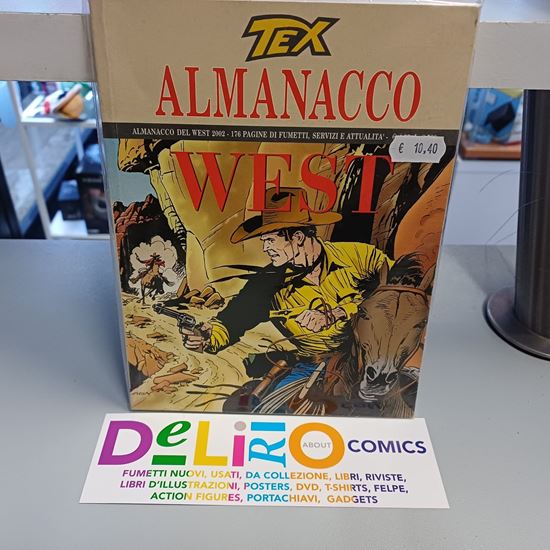 TEX
ALMANACCO
ALMANACCO DEL WEST 2002 - 176 PAGINE DI FUMETTI, SERVIZI E ATTUALITA' -
€ 10,40
WEST
DeLiRiO ABOUT COMICS
FUMETTI NUOVI, USATI, DA COLLEZIONE, LIBRI, RIVISTE,
LIBRI D'ILLUSTRAZIONI, POSTERS, DVD, T-SHIRTS, FELPE,
ACTION FIGURES, PORTACHIAVI, GADGETS